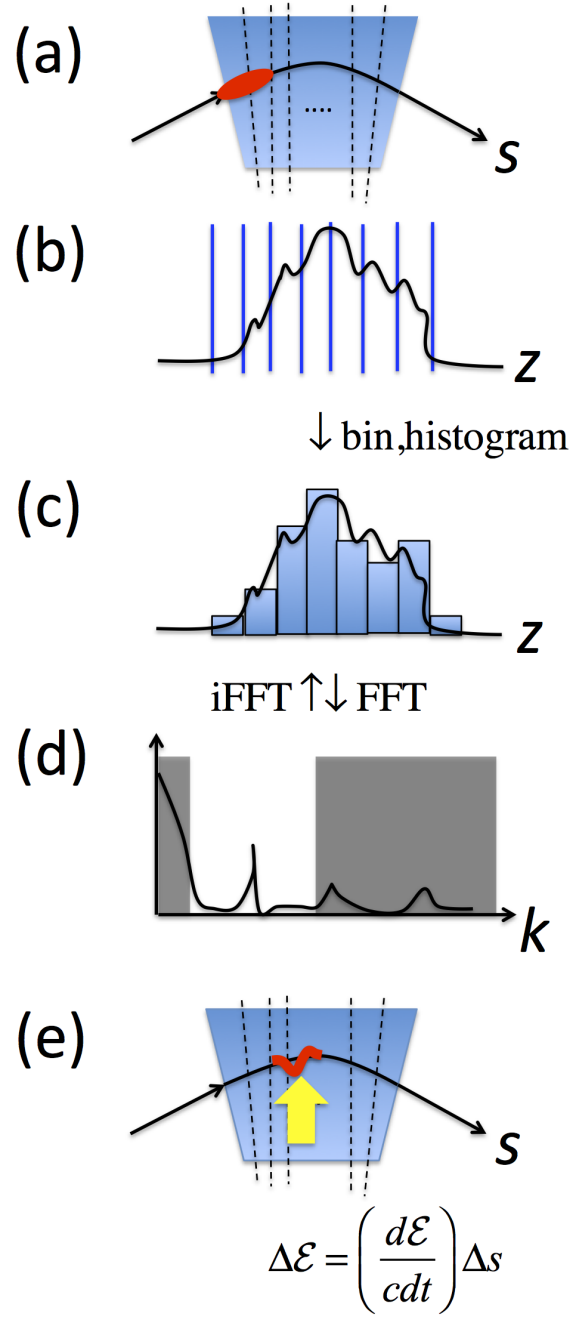 (a)
....
s
(b)
z
↓ bin,histogram
(c)
z
iFFT ↑↓ FFT
(d)
k
(e)
s
Δℰ = (dℰ/cdt) Δs